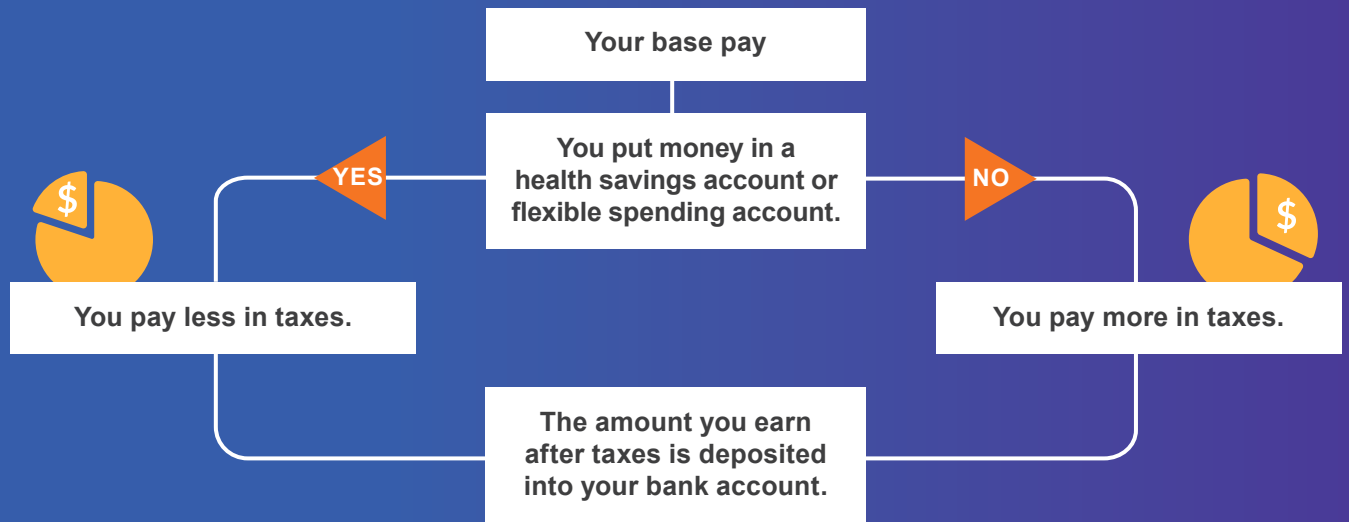 Your base pay
You put money in a
health savings account or
flexible spending account.
YES
NO
$
$
You pay less in taxes.
You pay more in taxes.
The amount you earn
after taxes is deposited
into your bank account.